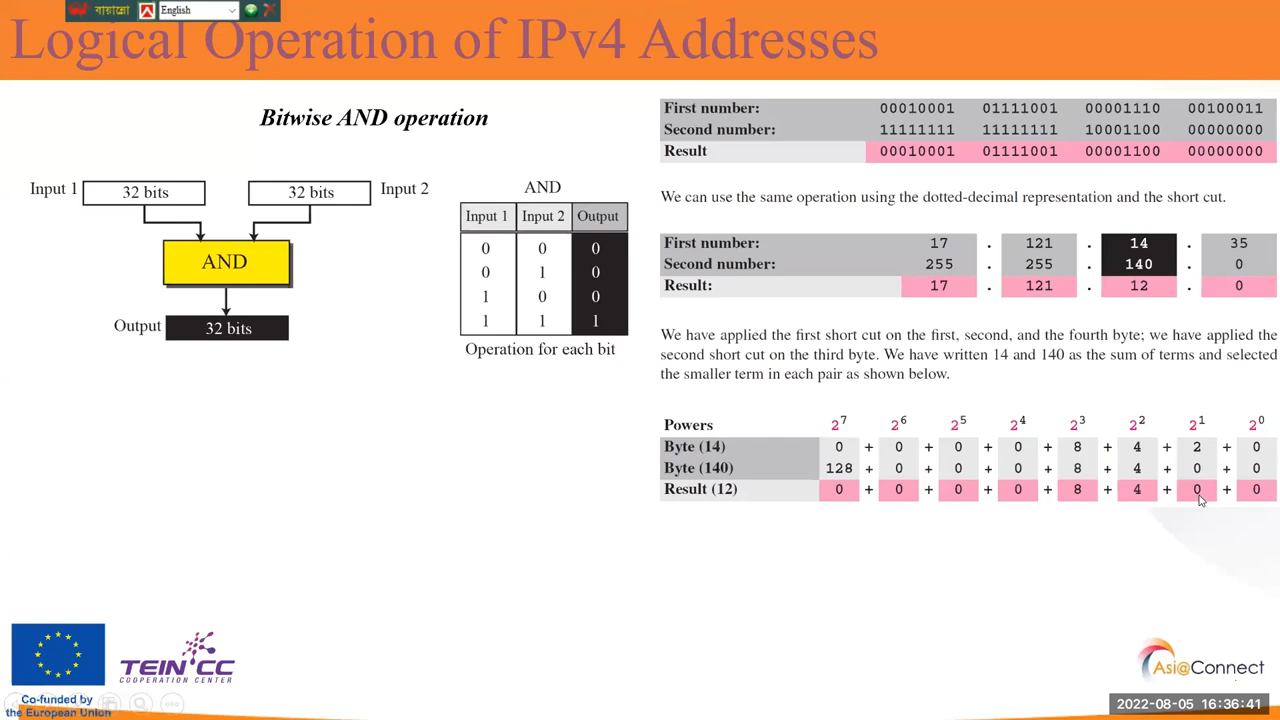 বায়ান্নো English
Logical Operation of IPv4 Addresses
Bitwise AND operation
Input 1 32 bits 32 bits Input 2
AND
Output 32 bits
AND
Input 1 Input 2 Output
0 0 0
0 1 0
1 0 0
1 1 1
Operation for each bit
First number: 00010001 01111001 00001110 00100011
Second number: 11111111 11111111 10001100 00000000
Result 00010001 01111001 00001100 00000000
We can use the same operation using the dotted-decimal representation and the short cut.
First number: 17 . 121 . 14 . 35
Second number: 255 . 255 . 140 . 0
Result: 17 . 121 . 12 . 0
We have applied the first short cut on the first, second, and the fourth byte; we have applied the
second short cut on the third byte. We have written 14 and 140 as the sum of terms and selected
the smaller term in each pair as shown below.
Powers 2⁷ 2⁶ 2⁵ 2⁴ 2³ 2² 2¹ 2⁰
Byte (14) 0 + 0 + 0 + 0 + 8 + 4 + 2 + 0
Byte (140) 128 + 0 + 0 + 0 + 8 + 4 + 0 + 0
Result (12) 0 + 0 + 0 + 0 + 8 + 4 + 0 + 0
TEIN CC
COOPERATION CENTER
Co-funded by
the European Union
Asi@Connect
2022-08-05 16:36:41